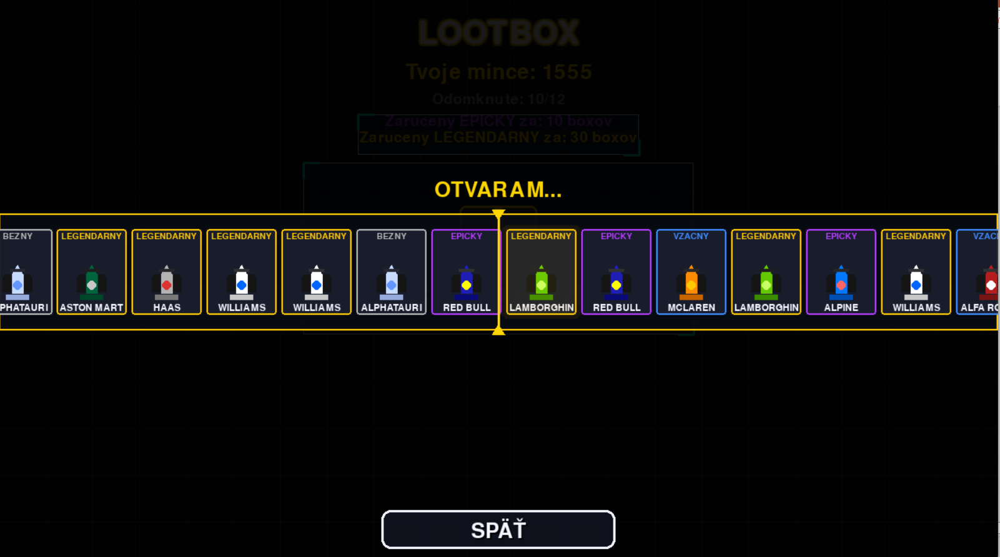 LOOTBOX
Tvoje mince: 1555
Odomknute: 10/12
Zaruceny EPICKY za: 10 boxov
Zaruceny LEGENDARNY za: 30 boxov
OTVARAM...
BEZNY LEGENDARNY LEGENDARNY LEGENDARNY LEGENDARNY BEZNY EPICKY LEGENDARNY EPICKY VZACNY LEGENDARNY EPICKY LEGENDARNY VZAC
PHATAURI ASTON MART HAAS WILLIAMS WILLIAMS ALPHATAURI RED BULL LAMBORGHIN RED BULL MCLAREN LAMBORGHIN ALPINE WILLIAMS ALFA RO
SPÄŤ